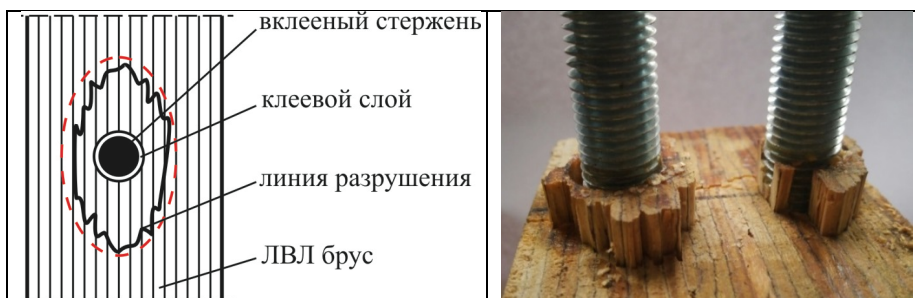 вклееный стержень
клеевой слой
линия разрушения
ЛВЛ брус